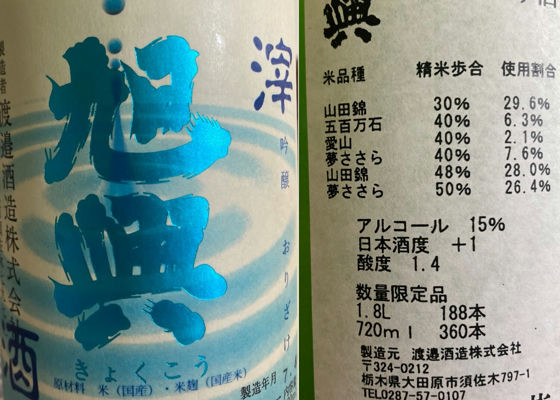 旭興
滓
吟醸 おりざけ
製造者 渡邉酒造株式会
酒
きょくこう
原材料 米(国産)・米麹(国産米)
製造年月 7.4
米品種 精米歩合 使用割合
山田錦 30% 29.6%
五百万石 40% 6.3%
愛山 40% 2.1%
夢ささら 40% 7.6%
山田錦 48% 28.0%
夢ささら 50% 26.4%
アルコール 15%
日本酒度 +1
酸度 1.4
数量限定品
1.8L 188本
720ml 360本
製造元 渡邉酒造株式会社
〒324-0212
栃木県大田原市須佐木797-1
TEL0287-57-0107